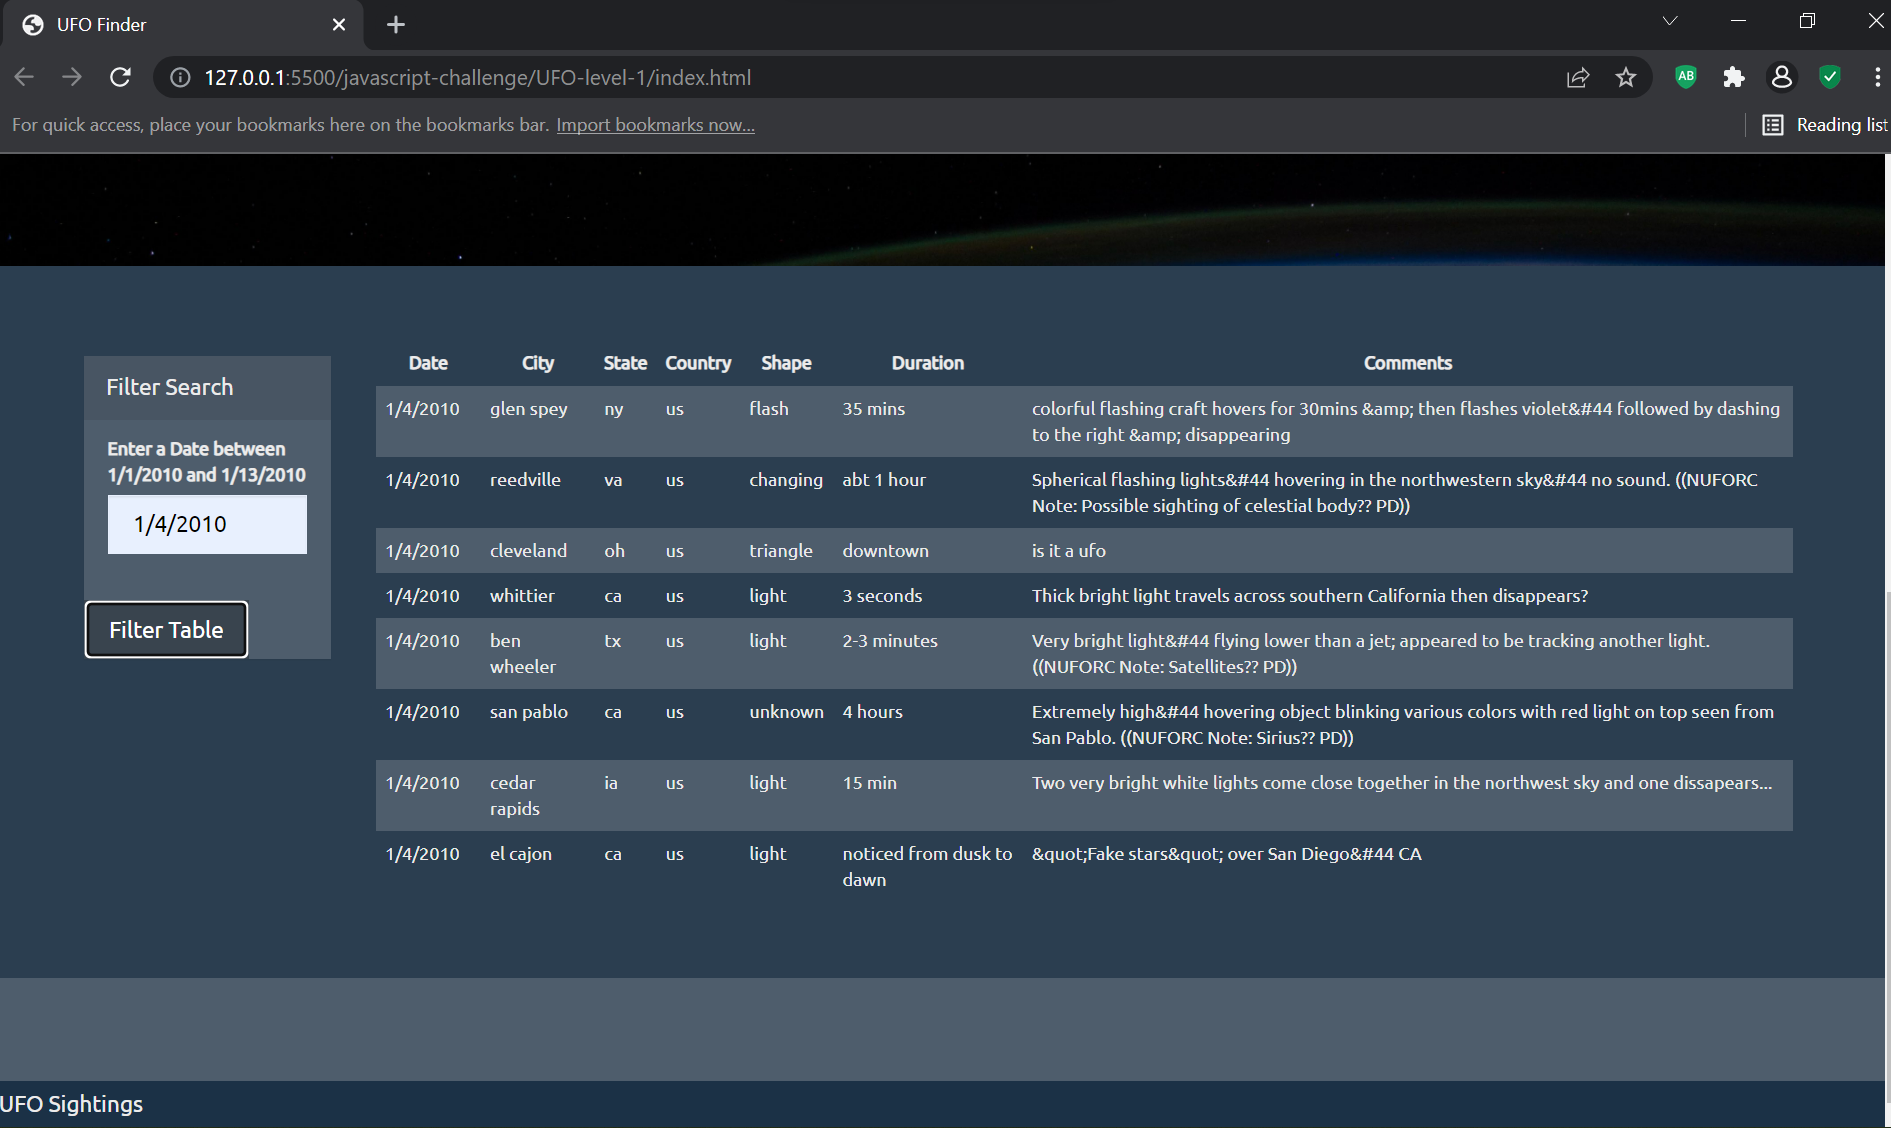 UFO Finder
127.0.0.1:5500/javascript-challenge/UFO-level-1/index.html
AB
For quick access, place your bookmarks here on the bookmarks bar. Import bookmarks now...
Reading list
Filter Search
Enter a Date between
1/1/2010 and 1/13/2010
1/4/2010
Filter Table
Date City State Country Shape Duration Comments
1/4/2010 glen spey ny us flash 35 mins colorful flashing craft hovers for 30mins &amp; then flashes violet&#44 followed by dashing
to the right &amp; disappearing
1/4/2010 reedville va us changing abt 1 hour Spherical flashing lights&#44 hovering in the northwestern sky&#44 no sound. ((NUFORC
Note: Possible sighting of celestial body?? PD))
1/4/2010 cleveland oh us triangle downtown is it a ufo
1/4/2010 whittier ca us light 3 seconds Thick bright light travels across southern California then disappears?
1/4/2010 ben tx us light 2-3 minutes Very bright light&#44 flying lower than a jet; appeared to be tracking another light.
wheeler ((NUFORC Note: Satellites?? PD))
1/4/2010 san pablo ca us unknown 4 hours Extremely high&#44 hovering object blinking various colors with red light on top seen from
San Pablo. ((NUFORC Note: Sirius?? PD))
1/4/2010 cedar ia us light 15 min Two very bright white lights come close together in the northwest sky and one dissapears...
rapids
1/4/2010 el cajon ca us light noticed from dusk to &quot;Fake stars&quot; over San Diego&#44 CA
dawn
UFO Sightings